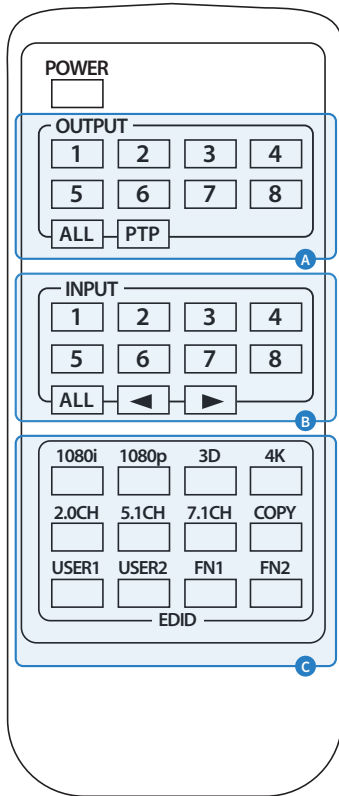 POWER
OUTPUT
1 2 3 4
5 6 7 8
ALL PTP
A
INPUT
1 2 3 4
5 6 7 8
ALL ◄ ►
B
1080i 1080p 3D 4K
2.0CH 5.1CH 7.1CH COPY
USER1 USER2 FN1 FN2
EDID
C